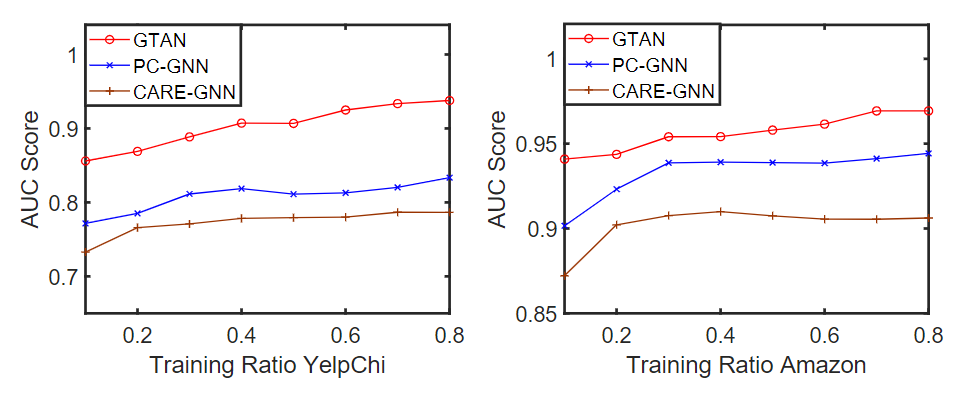 GTAN
PC-GNN
CARE-GNN
1
0.9
0.8
0.7
AUC Score
0.2
0.4
0.6
0.8
Training Ratio YelpChi
GTAN
PC-GNN
CARE-GNN
1
0.95
0.9
0.85
AUC Score
0.2
0.4
0.6
0.8
Training Ratio Amazon